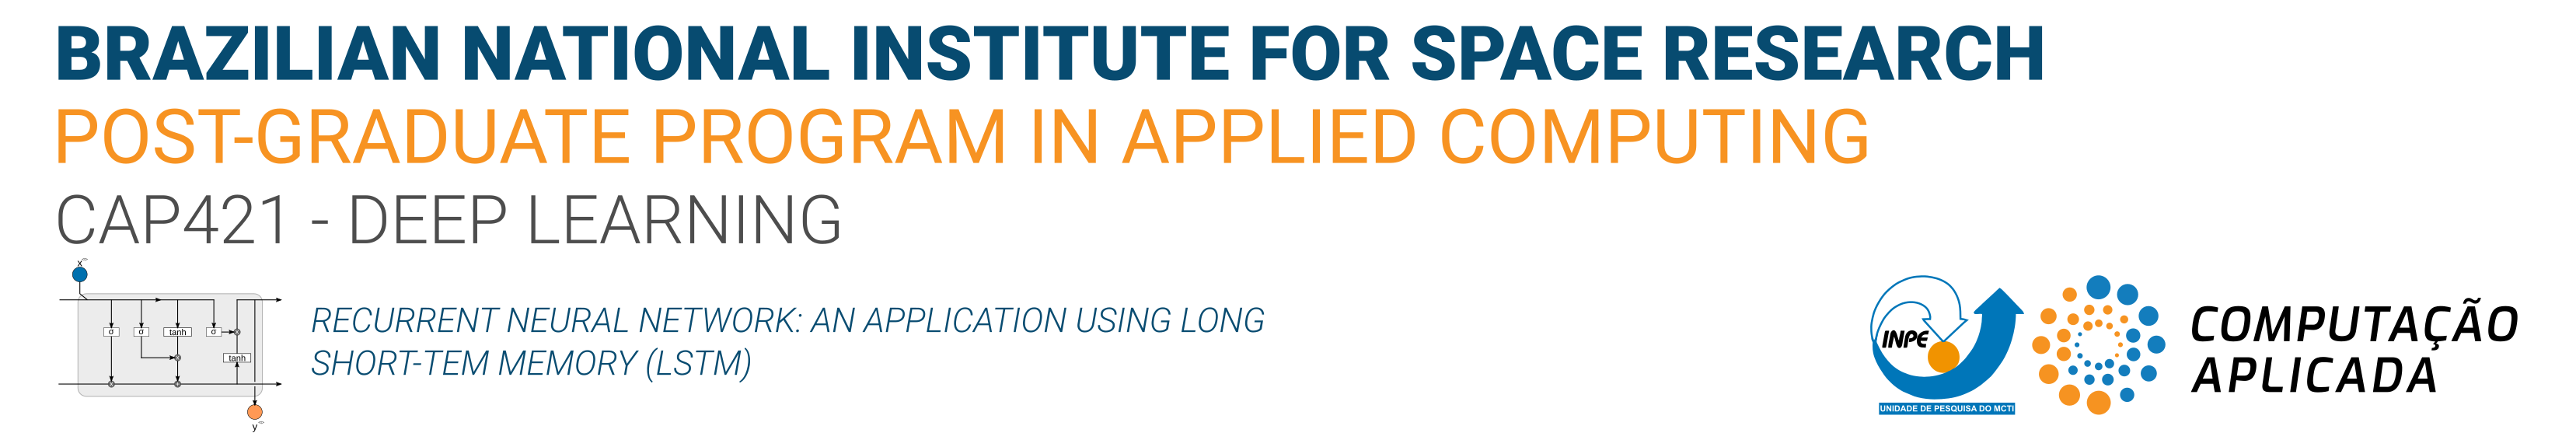 BRAZILIAN NATIONAL INSTITUTE FOR SPACE RESEARCH
POST-GRADUATE PROGRAM IN APPLIED COMPUTING
CAP421 - DEEP LEARNING
x
σ σ tanh σ
tanh
y
RECURRENT NEURAL NETWORK: AN APPLICATION USING LONG
SHORT-TEM MEMORY (LSTM)
INPE
UNIDADE DE PESQUISA DO MCTI
COMPUTAÇÃO
APLICADA